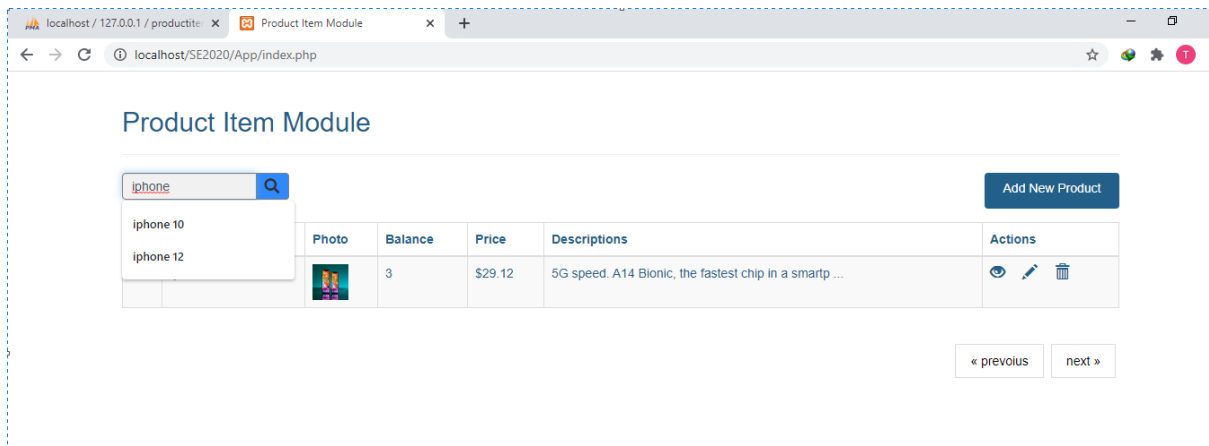 localhost / 127.0.0.1 / productiter
Product Item Module
localhost/SE2020/App/index.php
T
Product Item Module
iphone
Add New Product
iphone 10
iphone 12
Photo Balance Price Descriptions Actions
3 $29.12 5G speed. A14 Bionic, the fastest chip in a smartp ...
« prevoius next »